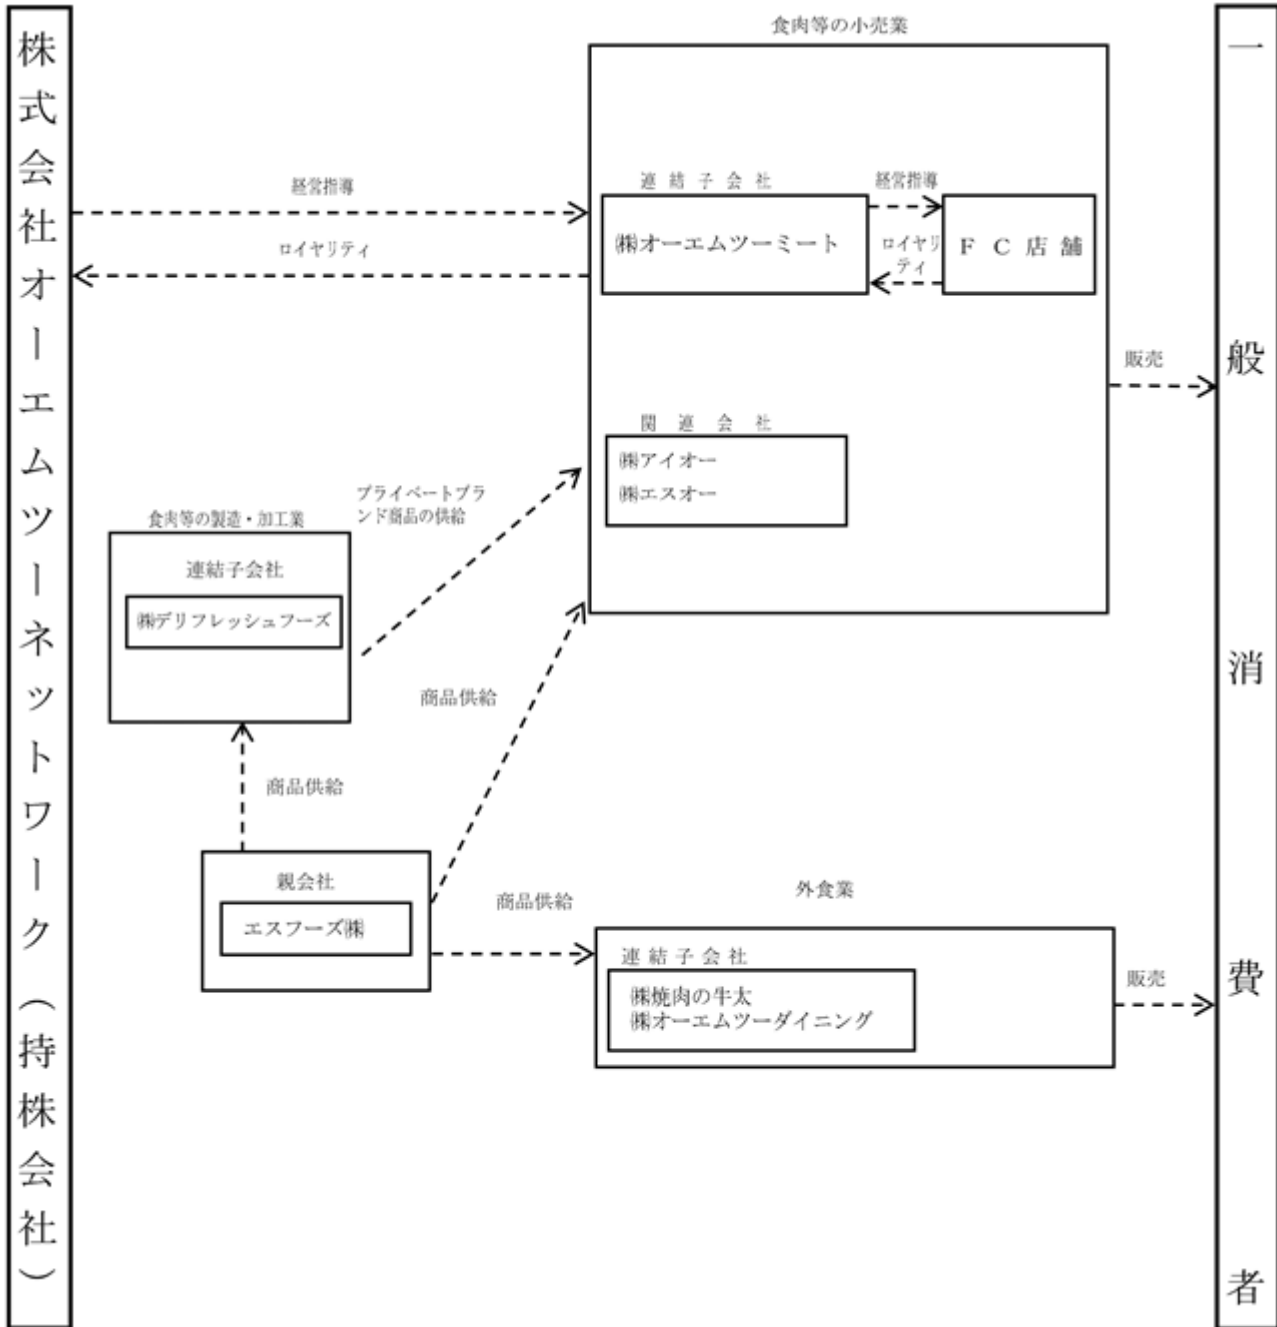 株式会社オーエムツーネットワーク（持株会社）
食肉等の小売業
経営指導
ロイヤリティ
連結子会社
㈱オーエムツーミート
経営指導
ロイヤリ
ティ
FC店舗
関連会社
㈱アイオー
㈱エスオー
販売
プライベートブラ
ンド商品の供給
食肉等の製造・加工業
連結子会社
㈱デリフレッシュフーズ
商品供給
商品供給
親会社
エスフーズ㈱
商品供給
外食業
連結子会社
㈱焼肉の牛太
㈱オーエムツーダイニング
販売
一般消費者